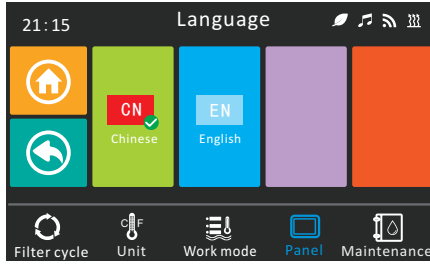 21:15
Language
CN
Chinese
EN
English
C F
Filter cycle
Unit
Work mode
Panel
Maintenance